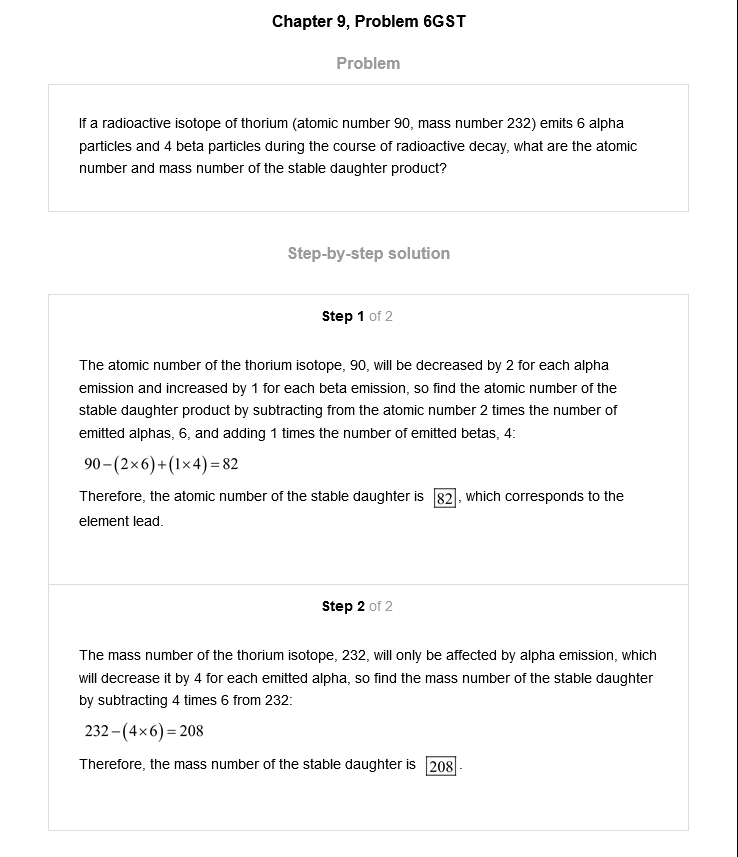 Chapter 9, Problem 6GST
Problem
If a radioactive isotope of thorium (atomic number 90, mass number 232) emits 6 alpha
particles and 4 beta particles during the course of radioactive decay, what are the atomic
number and mass number of the stable daughter product?
Step-by-step solution
Step 1 of 2
The atomic number of the thorium isotope, 90, will be decreased by 2 for each alpha
emission and increased by 1 for each beta emission, so find the atomic number of the
stable daughter product by subtracting from the atomic number 2 times the number of
emitted alphas, 6, and adding 1 times the number of emitted betas, 4:
90−(2×6)+(1×4)=82
Therefore, the atomic number of the stable daughter is 82, which corresponds to the
element lead.
Step 2 of 2
The mass number of the thorium isotope, 232, will only be affected by alpha emission, which
will decrease it by 4 for each emitted alpha, so find the mass number of the stable daughter
by subtracting 4 times 6 from 232:
232−(4×6)=208
Therefore, the mass number of the stable daughter is 208.